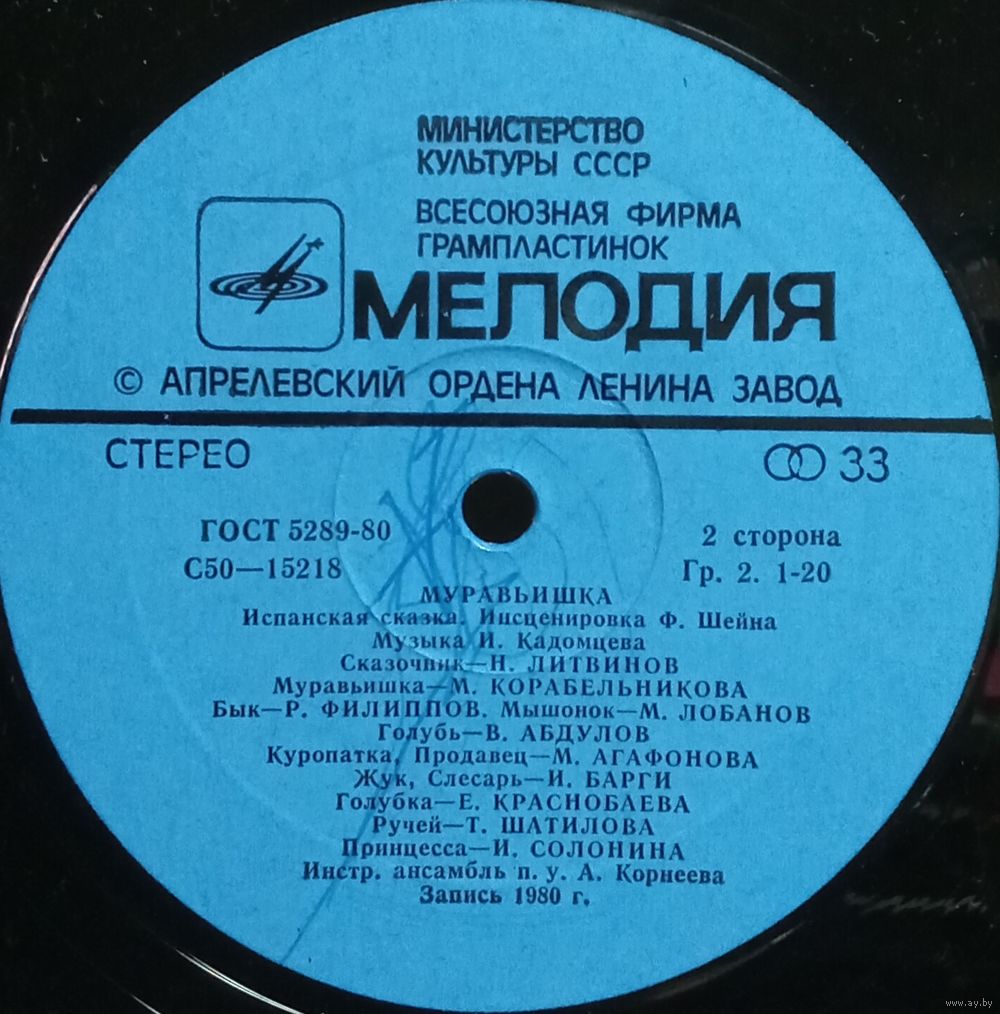 МИНИСТЕРСТВО
КУЛЬТУРЫ СССР
ВСЕСОЮЗНАЯ ФИРМА
ГРАМПЛАСТИНОК
МЕЛОДИЯ
© АПРЕЛЕВСКИЙ ОРДЕНА ЛЕНИНА ЗАВОД
СТЕРЕО
33
ГОСТ 5289-80
2 сторона
С50—15218
Гр. 2. 1-20
МУРАВЬИШКА
Испанская сказка. Инсценировка Ф. Шейна
Музыка И. Кадомцева
Сказочник—Н. ЛИТВИНОВ
Муравьишка—М. КОРАБЕЛЬНИКОВА
Бык—Р. ФИЛИППОВ. Мышонок—М. ЛОБАНОВ
Голубь—В. АБДУЛОВ
Куропатка, Продавец—М. АГАФОНОВА
Жук, Слесарь—И. БАРГИ
Голубка—Е. КРАСНОБАЕВА
Ручей—Т. ШАТИЛОВА
Принцесса—И. СОЛОНИНА
Инстр. ансамбль п. у. А. Корнеева
Запись 1980 г.
www.ay.by